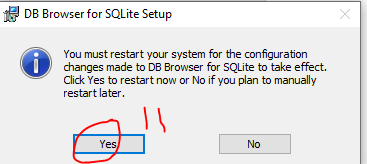 DB Browser for SQLite Setup
You must restart your system for the configuration
changes made to DB Browser for SQLite to take effect.
Click Yes to restart now or No if you plan to manually
restart later.
Yes
No